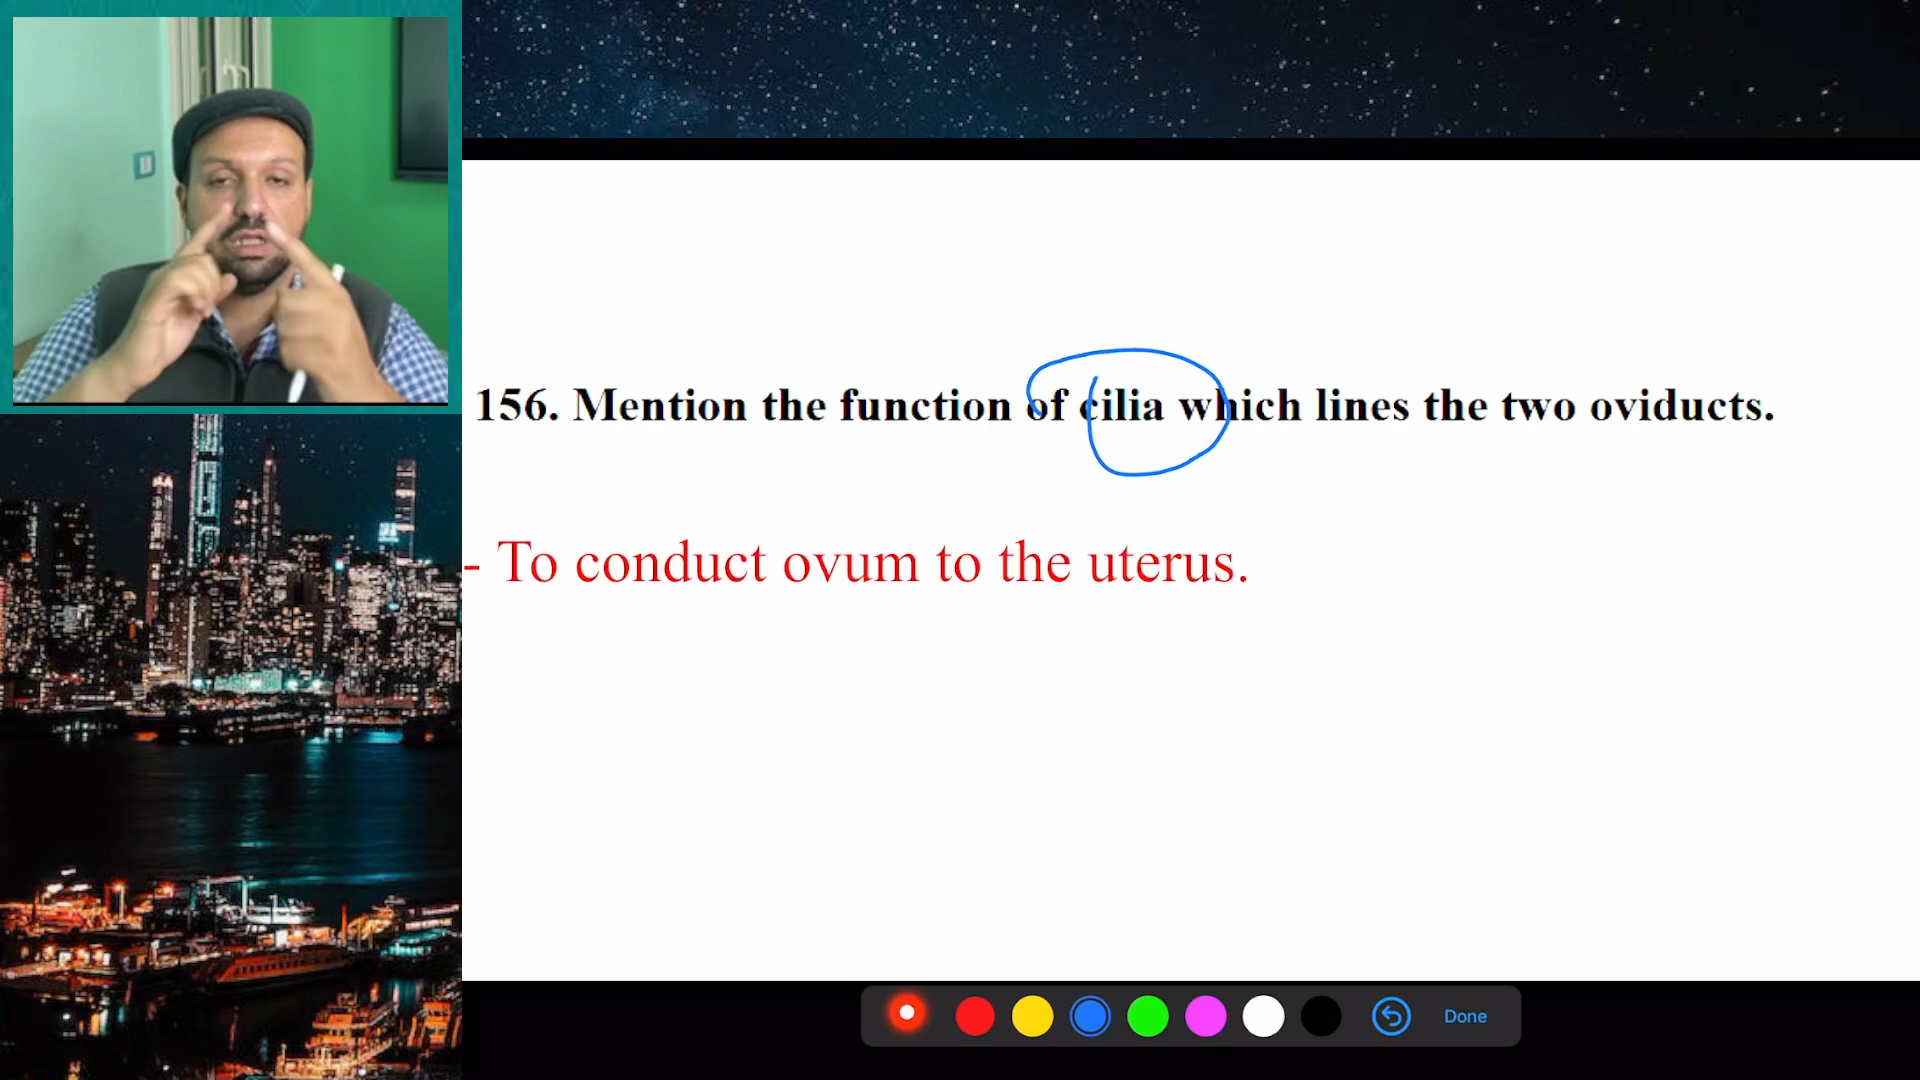 156. Mention the function of cilia which lines the two oviducts.
- To conduct ovum to the uterus.
Done